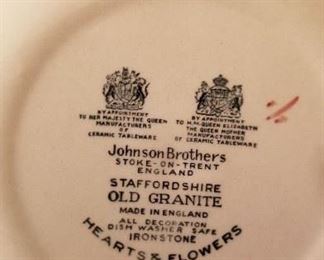 BY APPOINTMENT
TO HER MAJESTY THE QUEEN
MANUFACTURERS
OF
CERAMIC TABLEWARE
BY APPOINTMENT
TO H.M. QUEEN ELIZABETH
THE QUEEN MOTHER
MANUFACTURERS
OF CERAMIC TABLEWARE
Johnson Brothers
STOKE-ON-TRENT
ENGLAND
STAFFORDSHIRE
OLD GRANITE
MADE IN ENGLAND
ALL DECORATION
DISH WASHER SAFE
IRONSTONE
HEARTS & FLOWERS